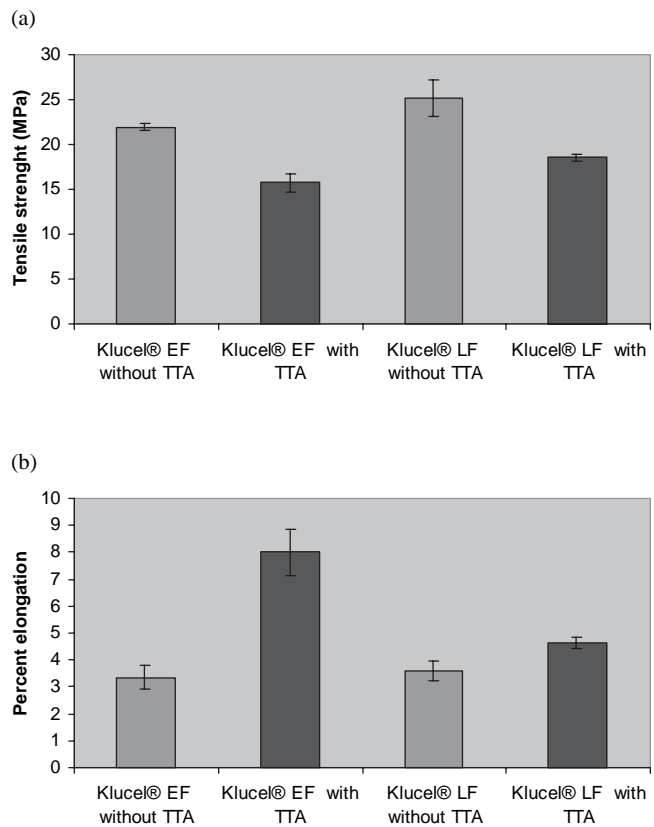 (a)
Tensile strenght (MPa)
30
25
20
15
10
5
0
Klucel® EF without TTA
Klucel® EF with TTA
Klucel® LF without TTA
Klucel® LF with TTA
(b)
Percent elongation
10
9
8
7
6
5
4
3
2
1
0
Klucel® EF without TTA
Klucel® EF with TTA
Klucel® LF without TTA
Klucel® LF with TTA